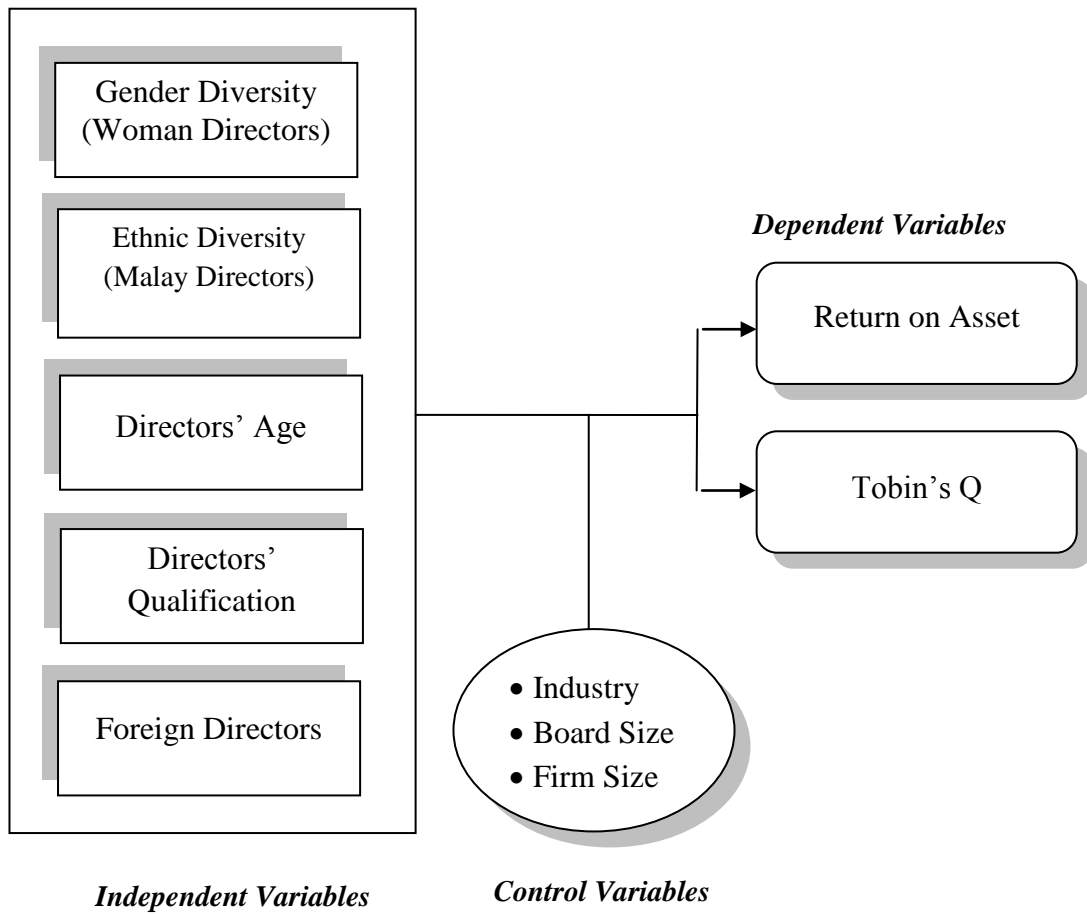 Gender Diversity
(Woman Directors)
Ethnic Diversity
(Malay Directors)
Directors’ Age
Directors’
Qualification
Foreign Directors
Independent Variables
• Industry
• Board Size
• Firm Size
Control Variables
Dependent Variables
Return on Asset
Tobin’s Q